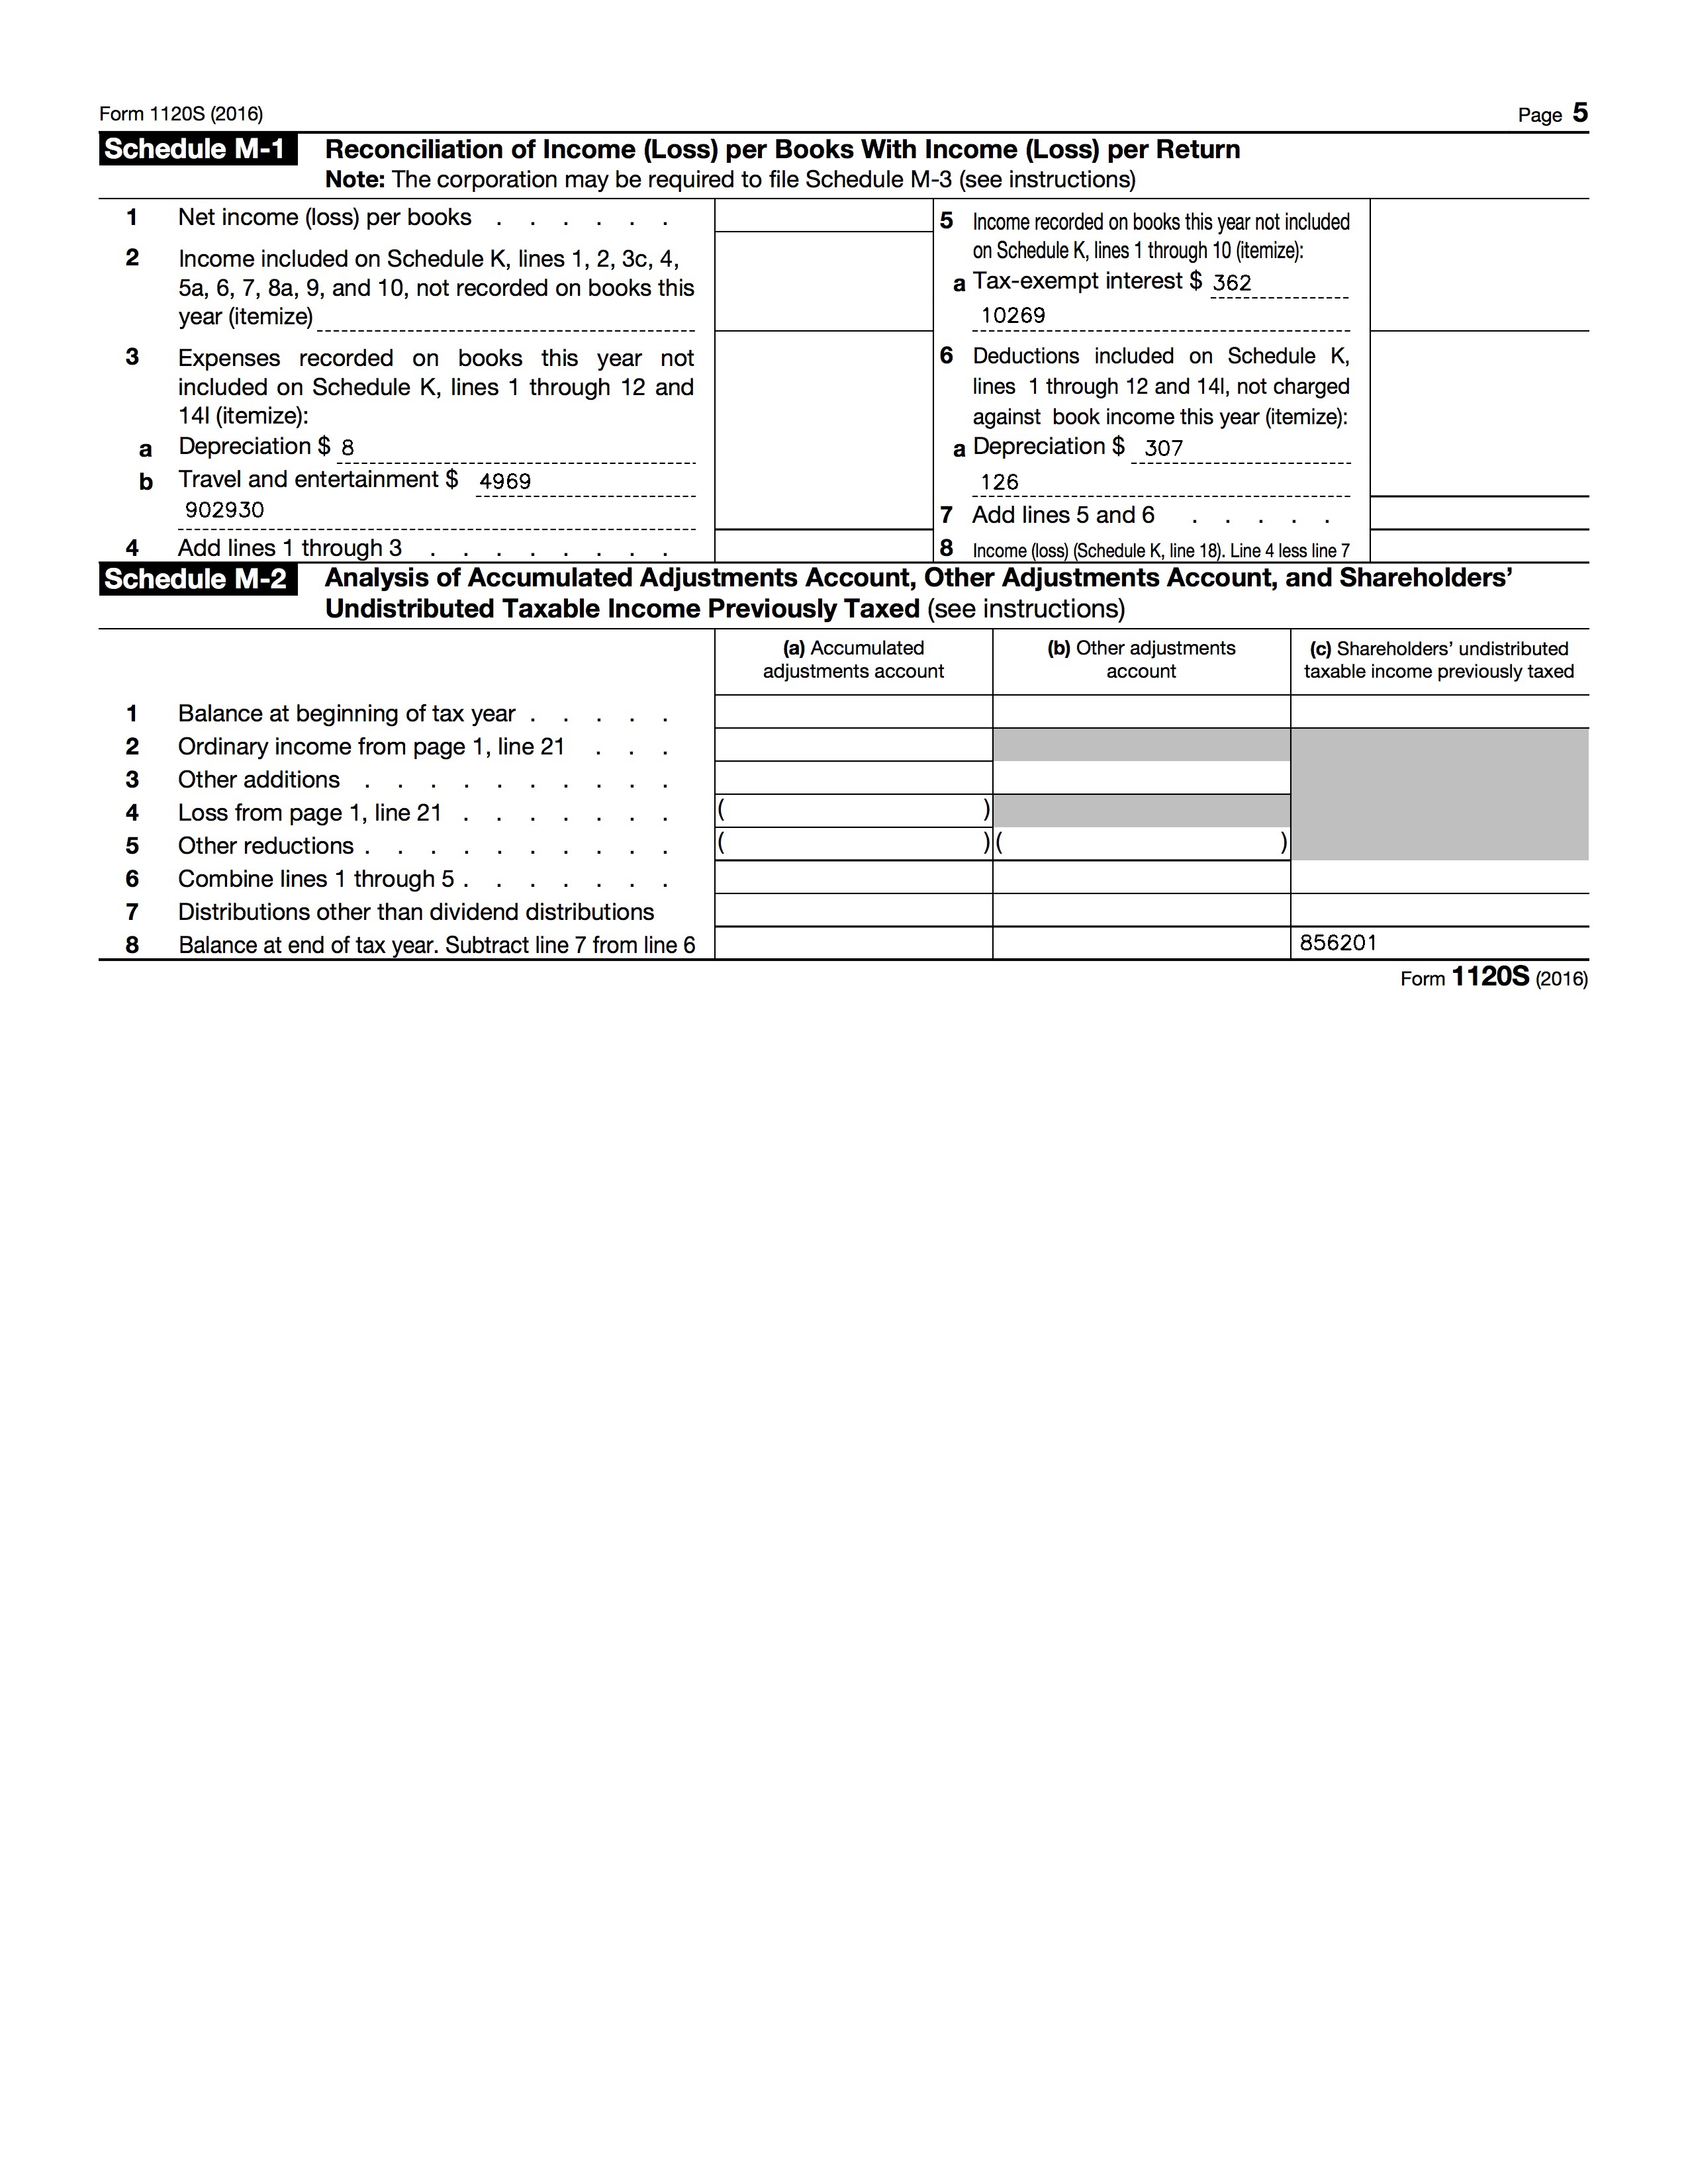 Form 1120S (2016) Page 5
Schedule M-1 Reconciliation of Income (Loss) per Books With Income (Loss) per Return
Note: The corporation may be required to file Schedule M-3 (see instructions)
1 Net income (loss) per books . . . . . .
2 Income included on Schedule K, lines 1, 2, 3c, 4,
5a, 6, 7, 8a, 9, and 10, not recorded on books this
year (itemize)
3 Expenses recorded on books this year not
included on Schedule K, lines 1 through 12 and
14l (itemize):
a Depreciation $ 8
b Travel and entertainment $ 4969
902930
4 Add lines 1 through 3 . . . . . . . .
5 Income recorded on books this year not included
on Schedule K, lines 1 through 10 (itemize):
a Tax-exempt interest $ 362
10269
6 Deductions included on Schedule K,
lines 1 through 12 and 14l, not charged
against book income this year (itemize):
a Depreciation $ 307
126
7 Add lines 5 and 6 . . . . .
8 Income (loss) (Schedule K, line 18). Line 4 less line 7
Schedule M-2 Analysis of Accumulated Adjustments Account, Other Adjustments Account, and Shareholders’
Undistributed Taxable Income Previously Taxed (see instructions)
(a) Accumulated
adjustments account
(b) Other adjustments
account
(c) Shareholders’ undistributed
taxable income previously taxed
1 Balance at beginning of tax year . . . . .
2 Ordinary income from page 1, line 21 . . .
3 Other additions . . . . . . . . . .
4 Loss from page 1, line 21 . . . . . . . ( )
5 Other reductions . . . . . . . . . . ( ) ( )
6 Combine lines 1 through 5 . . . . . . .
7 Distributions other than dividend distributions
8 Balance at end of tax year. Subtract line 7 from line 6 856201
Form 1120S (2016)